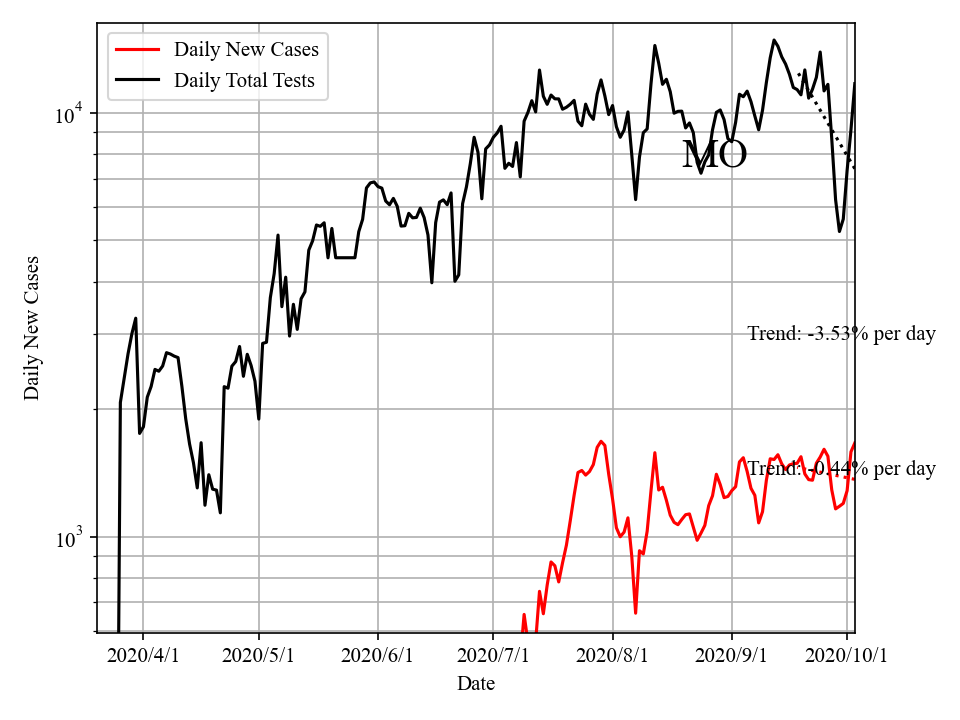 Daily New Cases
Daily Total Tests
10^4
MO
Daily New Cases
Trend: -3.53% per day
Trend: -0.44% per day
10^3
2020/4/1 2020/5/1 2020/6/1 2020/7/1 2020/8/1 2020/9/1 2020/10/1
Date